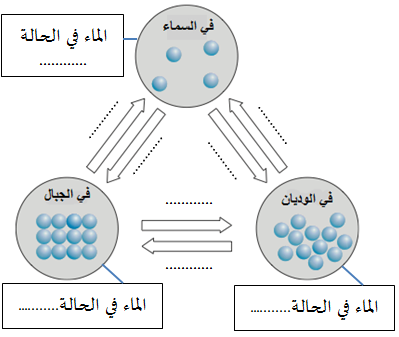 في السماء
الماء في الحالة
............
..........
..........
..........
..........
في الجبال
في الوديان
............
............
الماء في الحالة............
الماء في الحالة............